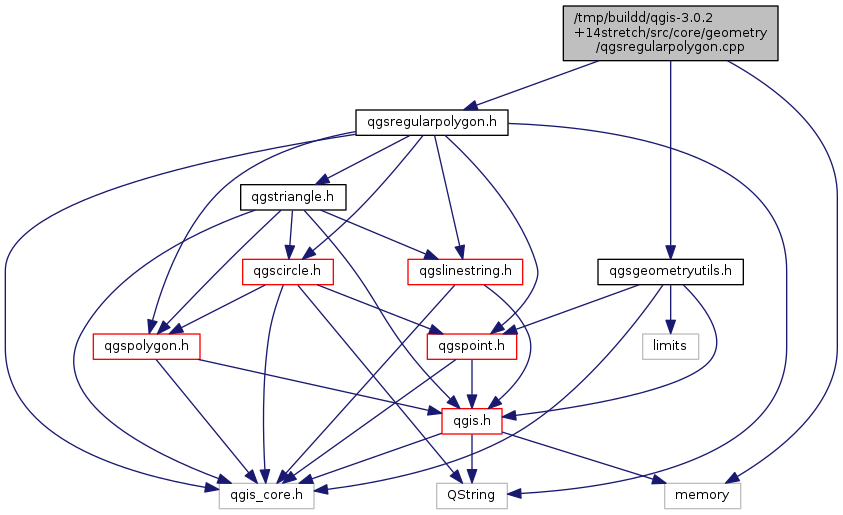 /tmp/buildd/qgis-3.0.2
+14stretch/src/core/geometry
/qgsregularpolygon.cpp
qgsregularpolygon.h
qgstriangle.h
qgscircle.h
qgslinestring.h
qgsgeometryutils.h
qgspolygon.h
qgspoint.h
limits
qgis.h
qgis_core.h
QString
memory